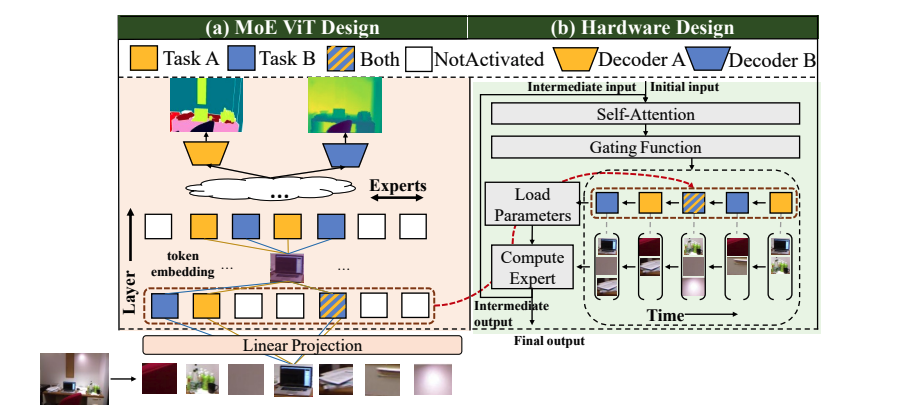 (a) MoE ViT Design
(b) Hardware Design
Task A
Task B
Both
NotActivated
Decoder A
Decoder B
Intermediate input
Initial input
Self-Attention
Gating Function
...
Experts
Load
Parameters
token
embedding
...
...
Compute
Expert
Layer
Intermediate
output
Time
Final output
Linear Projection